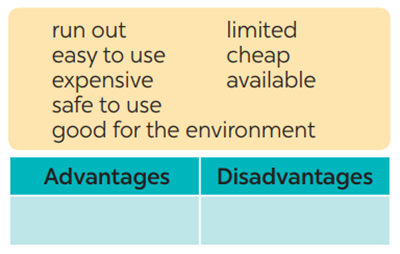 run out limited
easy to use cheap
expensive available
safe to use
good for the environment
Advantages Disadvantages